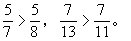 5/7 > 5/8， 7/13 > 7/11。